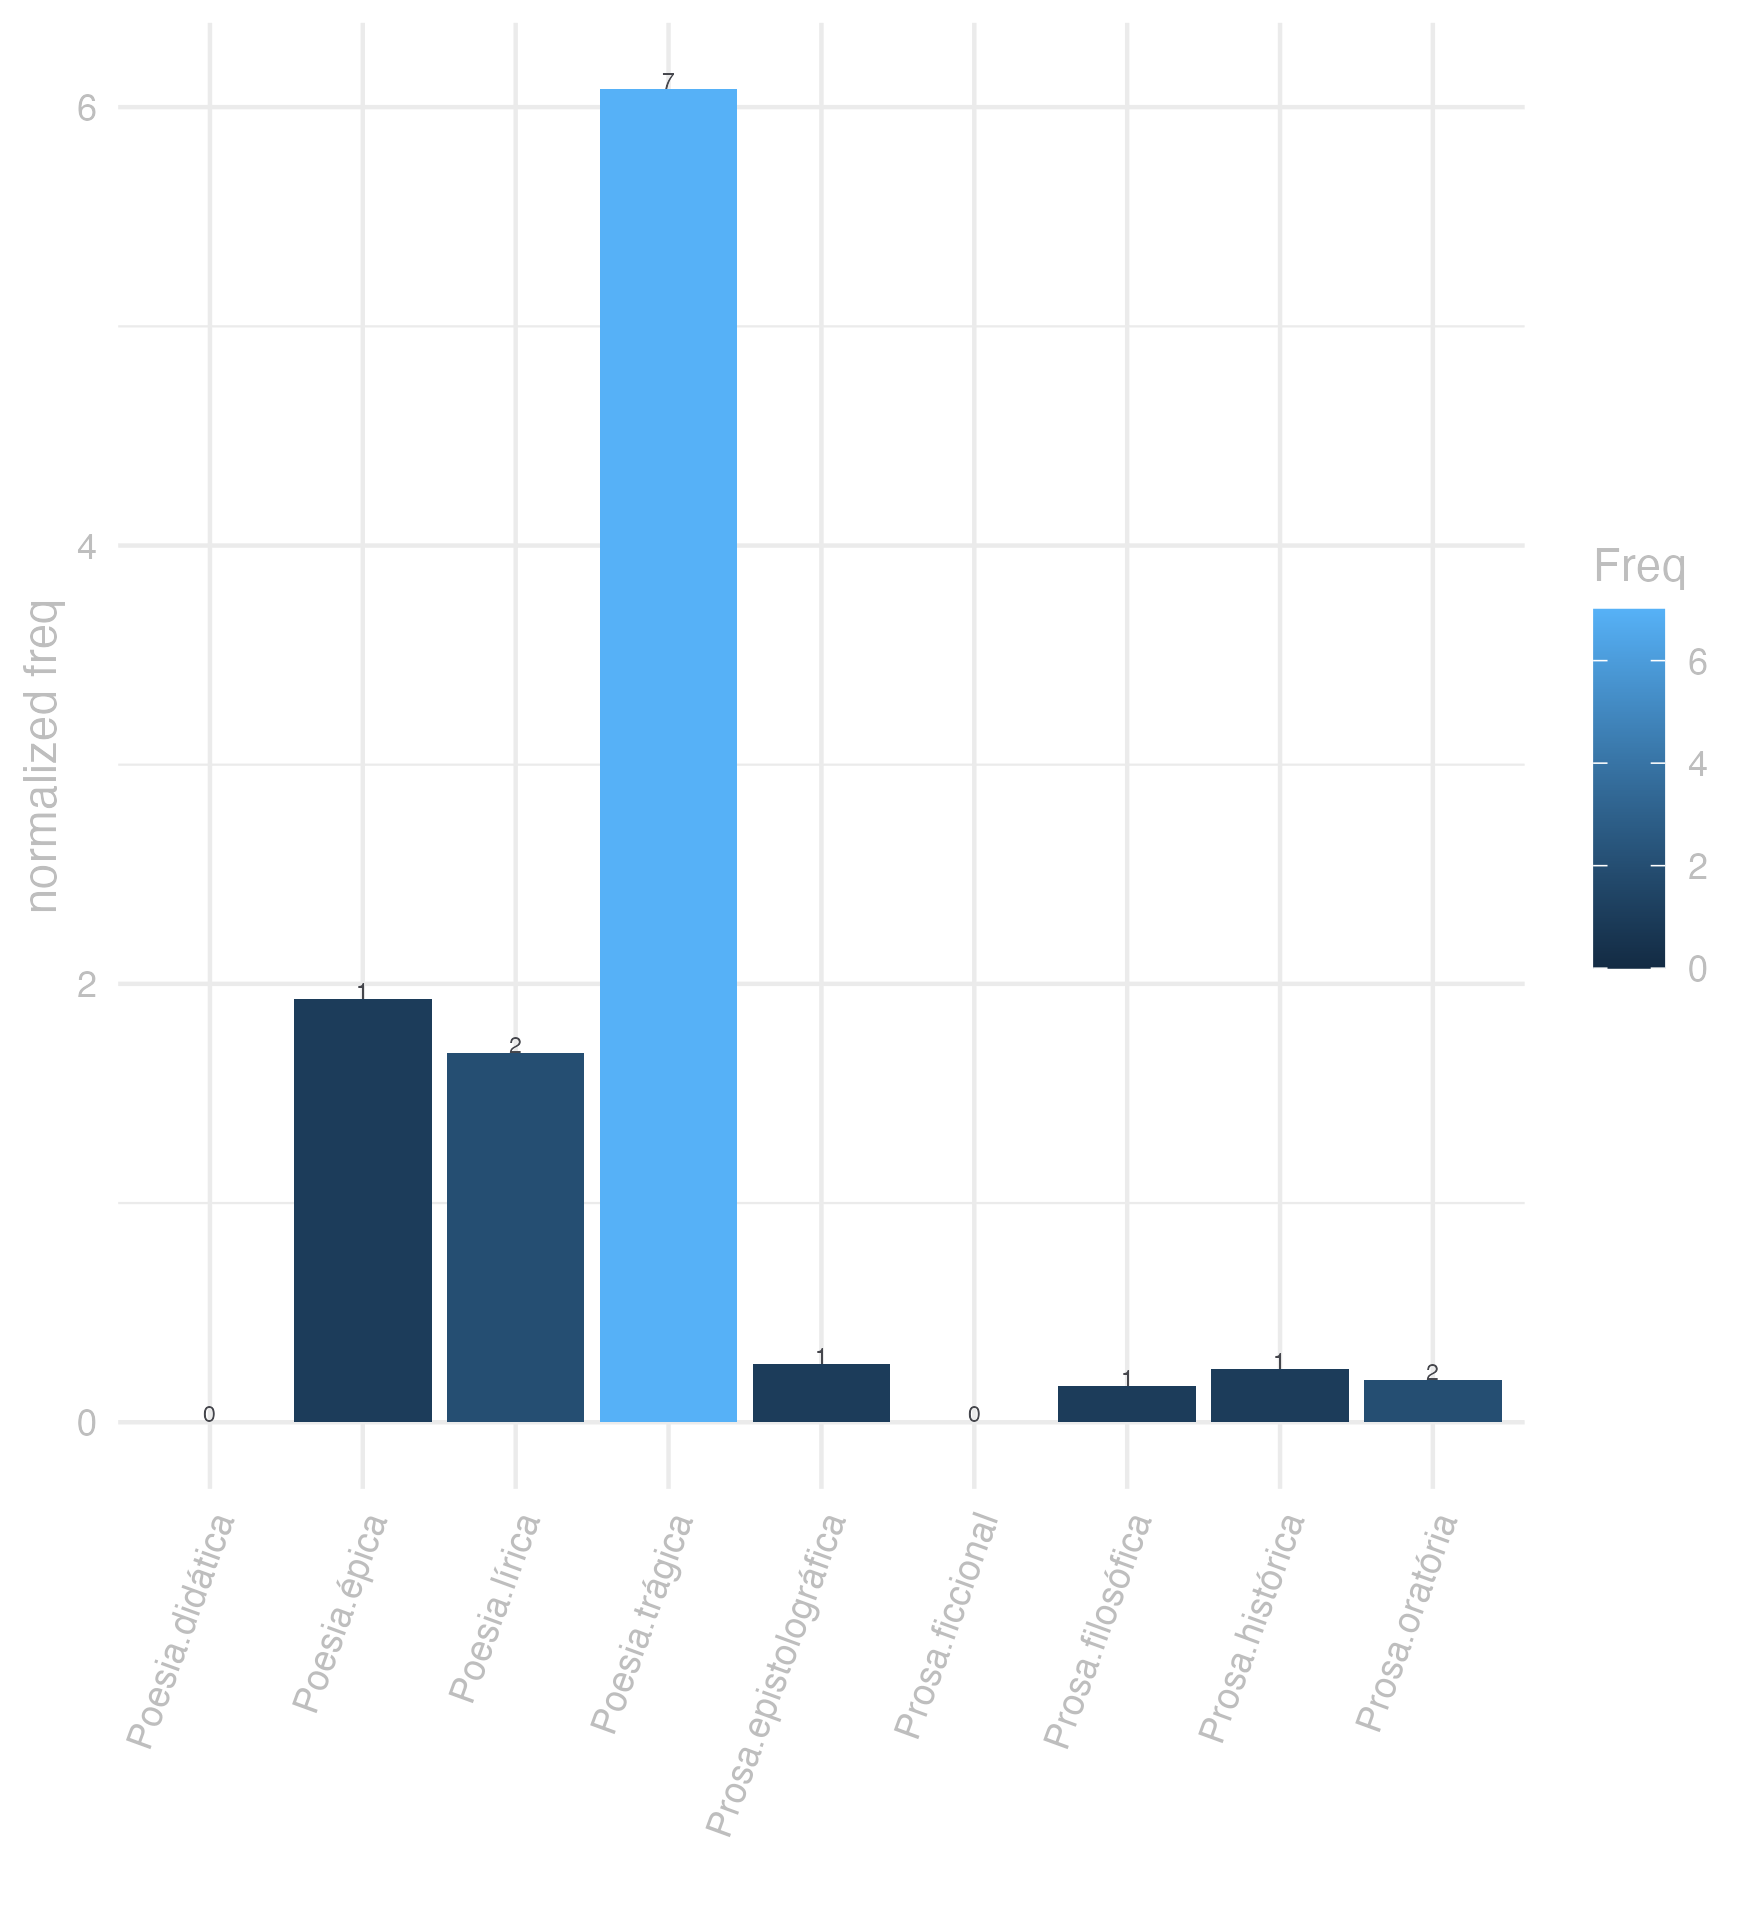 normalized freq
6
4
2
0
0
1
2
7
1
0
1
1
2
Poesia.didática
Poesia.épica
Poesia.lírica
Poesia.trágica
Prosa.epistolográfica
Prosa.ficcional
Prosa.filosófica
Prosa.histórica
Prosa.oratória
Freq
6
4
2
0